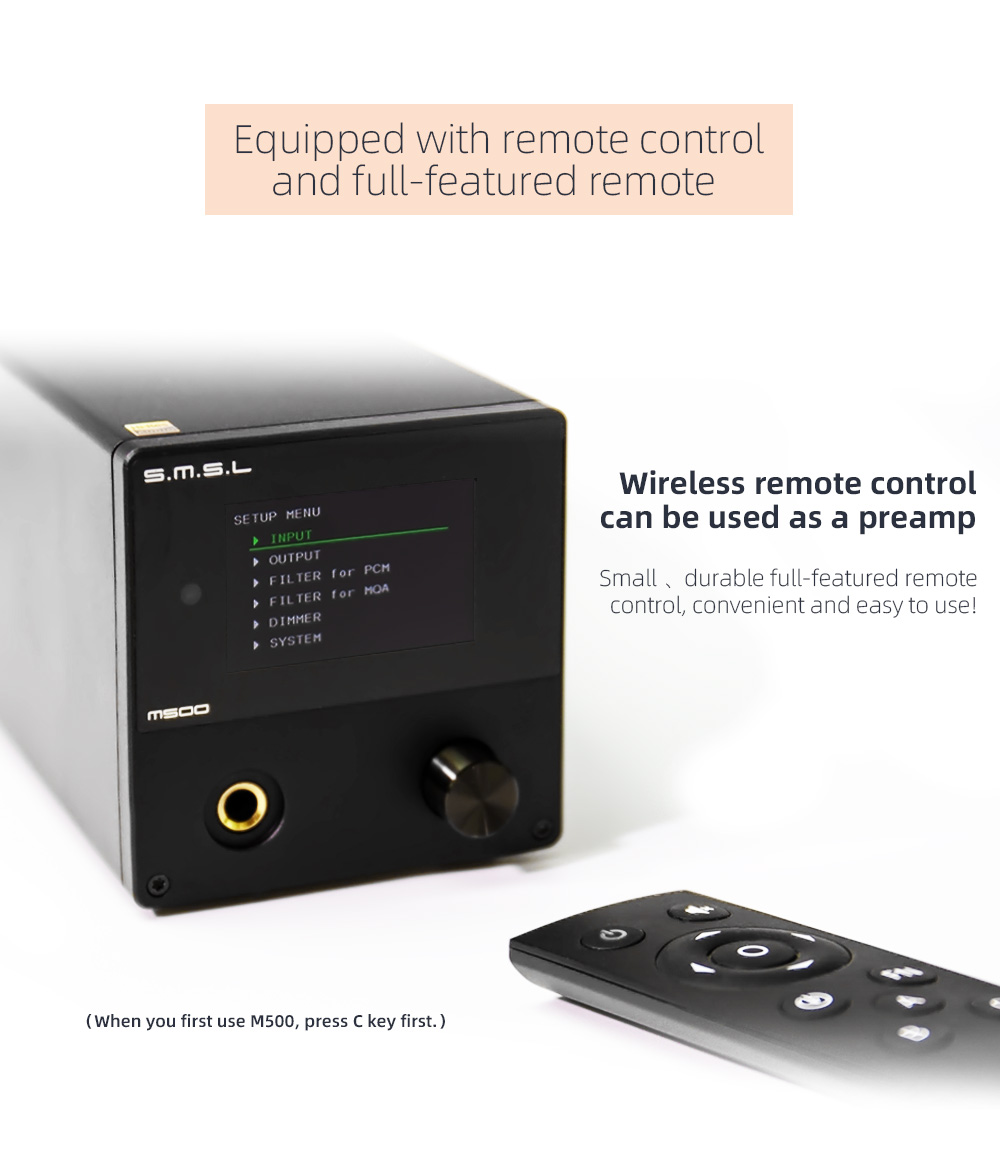 Equipped with remote control
and full-featured remote
S.M.S.L
SETUP MENU
INPUT
OUTPUT
FILTER for PCM
FILTER for MQA
DIMMER
SYSTEM
M500
Wireless remote control
can be used as a preamp
Small 、durable full-featured remote
control, convenient and easy to use!
FN
A
(When you first use M500, press C key first.)